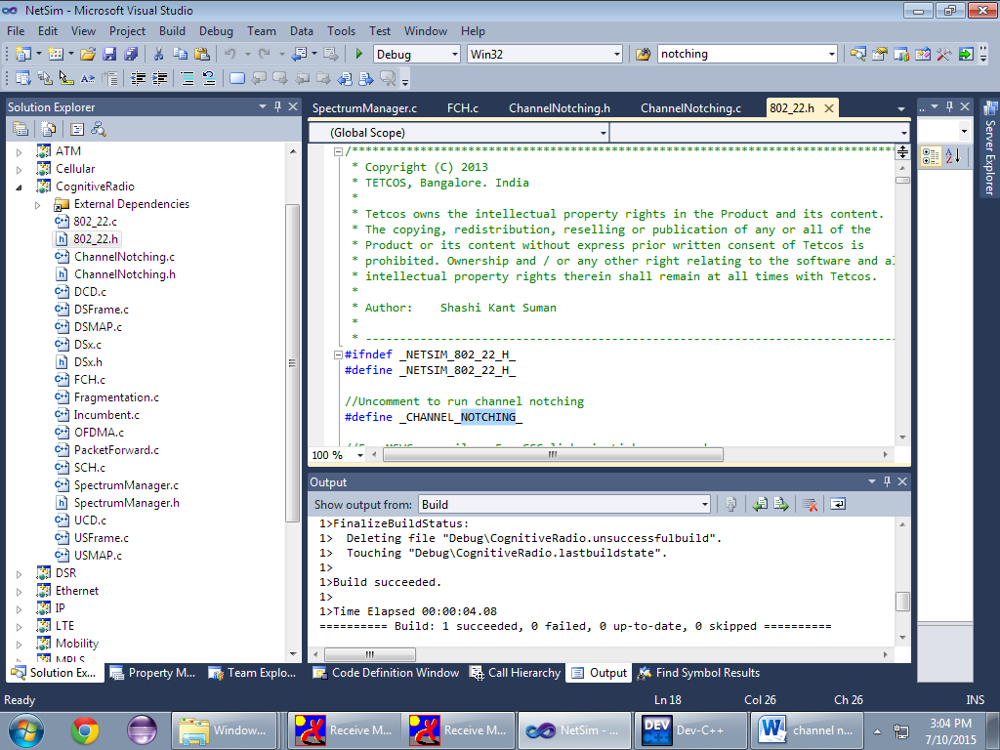 NetSim - Microsoft Visual Studio
File Edit View Project Build Debug Team Data Tools Test Window Help
Debug Win32 notching
Solution Explorer
ATM
Cellular
CognitiveRadio
External Dependencies
802_22.c
802_22.h
ChannelNotching.c
ChannelNotching.h
DCD.c
DSFrame.c
DSMAP.c
DSx.c
DSx.h
FCH.c
Fragmentation.c
Incumbent.c
OFDMA.c
PacketForward.c
SCH.c
SpectrumManager.c
SpectrumManager.h
UCD.c
USFrame.c
USMAP.c
DSR
Ethernet
IP
LTE
Mobility
MPLS
Solution Ex... Property M... Team Explo...
SpectrumManager.c FCH.c ChannelNotching.h ChannelNotching.c 802_22.h
(Global Scope)
/*******************************************************************************
* Copyright (C) 2013
* TETCOS, Bangalore. India
*
* Tetcos owns the intellectual property rights in the Product and its content.
* The copying, redistribution, reselling or publication of any or all of the
* Product or its content without express prior written consent of Tetcos is
* prohibited. Ownership and / or any other right relating to the software and al
* intellectual property rights therein shall remain at all times with Tetcos.
*
* Author: Shashi Kant Suman
*
* ------------------------------------------------------------------------------
#ifndef _NETSIM_802_22_H_
#define _NETSIM_802_22_H_
//Uncomment to run channel notching
#define _CHANNEL_NOTCHING_
100 %
Output
Show output from: Build
1>FinalizeBuildStatus:
1> Deleting file "Debug\CognitiveRadio.unsuccessfulbuild".
1> Touching "Debug\CognitiveRadio.lastbuildstate".
1>
1>Build succeeded.
1>
1>Time Elapsed 00:00:04.08
========== Build: 1 succeeded, 0 failed, 0 up-to-date, 0 skipped ==========
Code Definition Window Call Hierarchy Output Find Symbol Results
Server Explorer
Ready Ln 18 Col 26 Ch 26 INS
Window... Receive M... Receive M... NetSim - ... DEV Dev-C++ channel n...
3:04 PM
7/10/2015